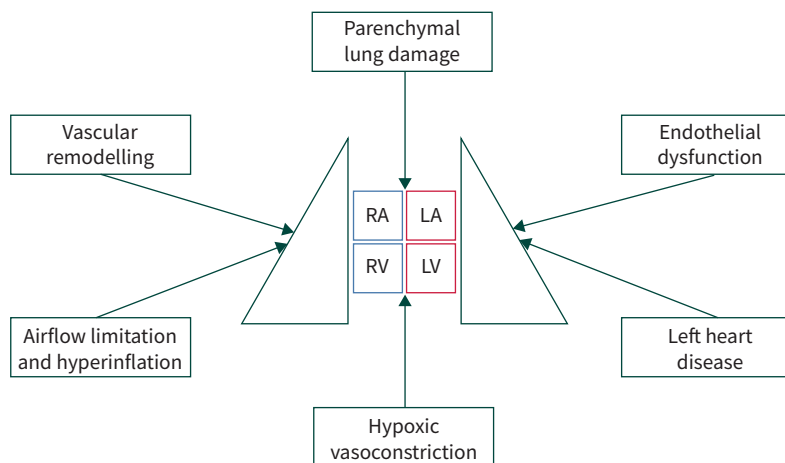 Parenchymal
lung damage
Vascular
remodelling
Endothelial
dysfunction
RA LA
RV LV
Airflow limitation
and hyperinflation
Left heart
disease
Hypoxic
vasoconstriction